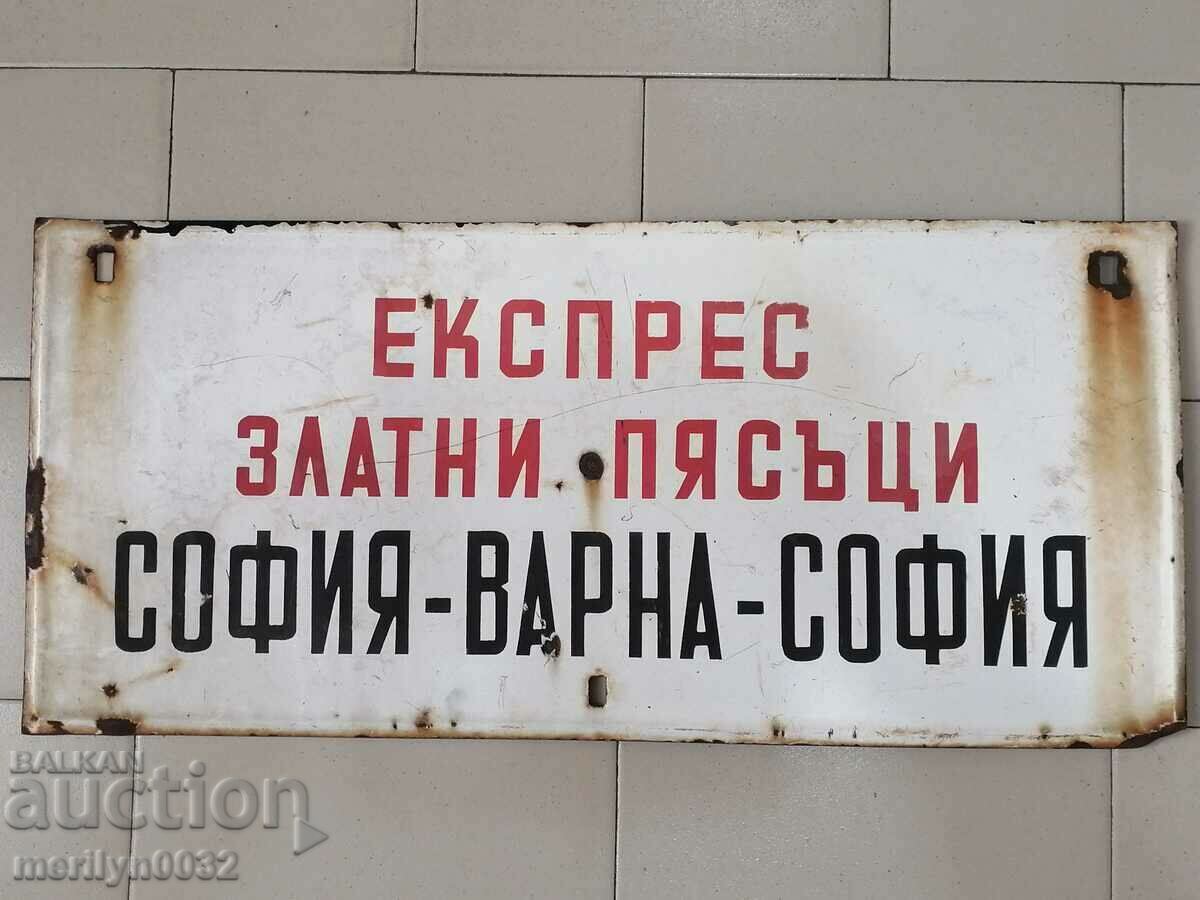 ЕКСПРЕС
ЗЛАТНИ ПЯСЪЦИ
СОФИЯ-ВАРНА-СОФИЯ
BALKAN
auction
merilyn0032